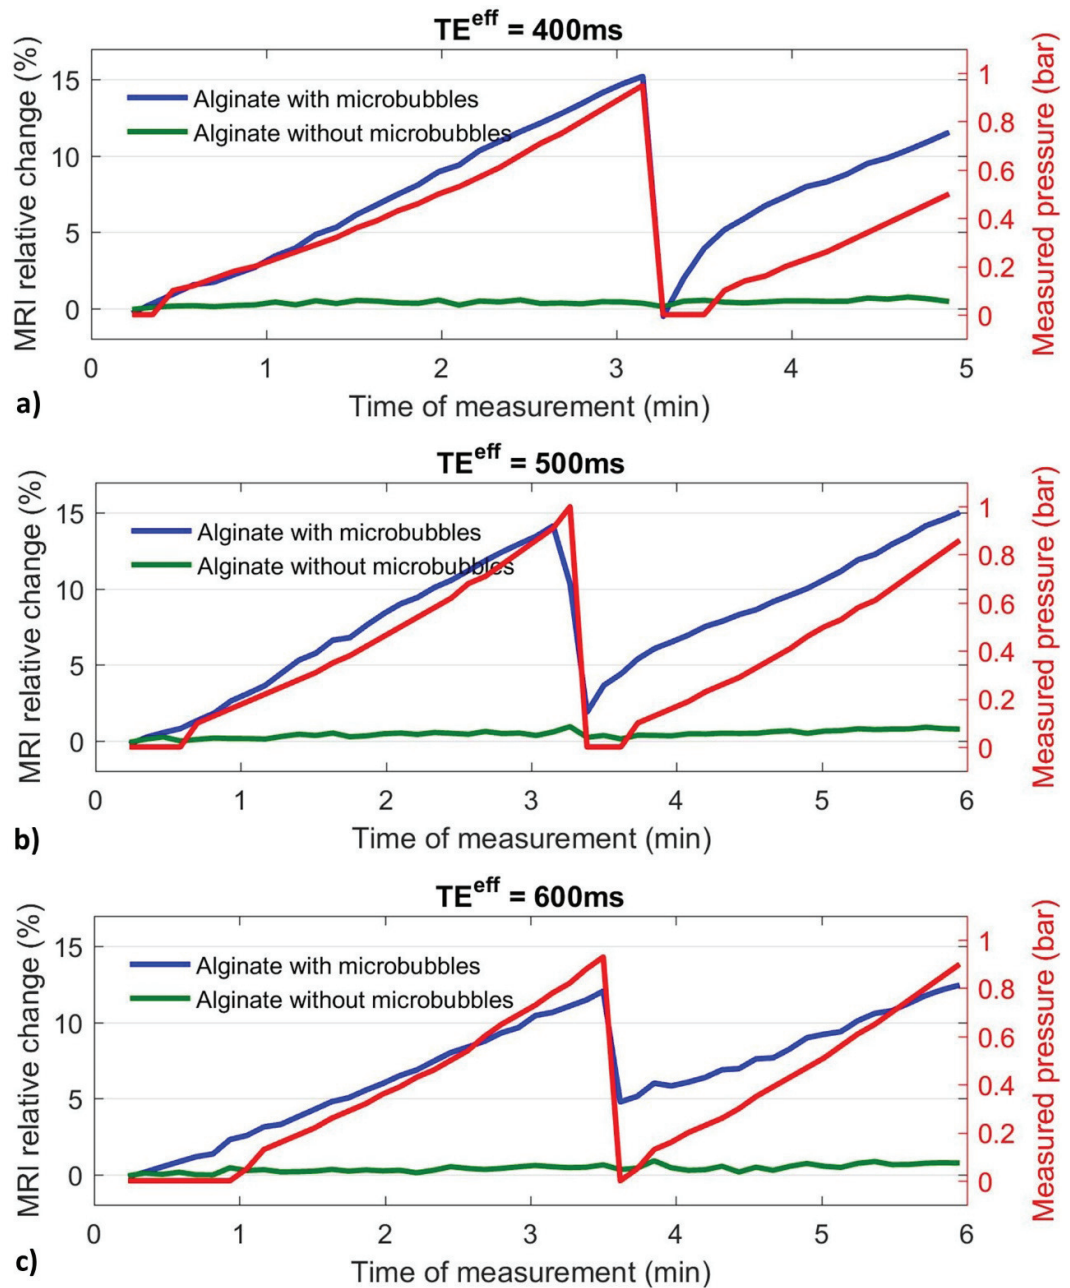 TE^eff = 400ms
MRI relative change (%)
15
10
5
0
Alginate with microbubbles
Alginate without microbubbles
1
0.8
0.6
0.4
0.2
0
Measured pressure (bar)
0 1 2 3 4 5
a)
Time of measurement (min)
TE^eff = 500ms
MRI relative change (%)
15
10
5
0
Alginate with microbubbles
Alginate without microbubbles
1
0.8
0.6
0.4
0.2
0
Measured pressure (bar)
0 1 2 3 4 5 6
b)
Time of measurement (min)
TE^eff = 600ms
MRI relative change (%)
15
10
5
0
Alginate with microbubbles
Alginate without microbubbles
1
0.8
0.6
0.4
0.2
0
Measured pressure (bar)
0 1 2 3 4 5 6
c)
Time of measurement (min)